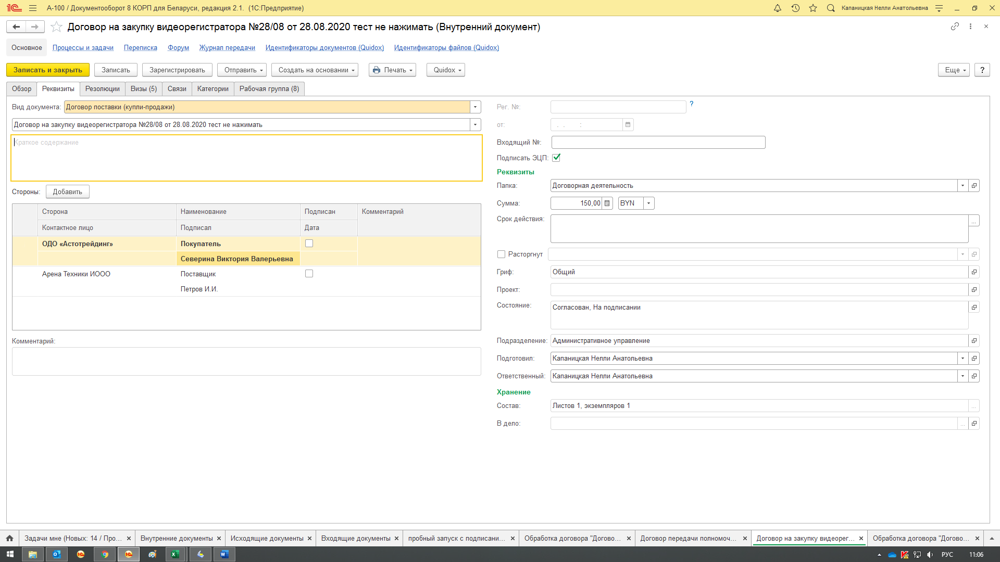 А-100 / Документооборот 8 КОРП для Беларуси, редакция 2.1. (1С:Предприятие)
Капаницкая Нелли Анатольевна
Договор на закупку видеорегистратора №28/08 от 28.08.2020 тест не нажимать (Внутренний документ)
Основное Процессы и задачи Переписка Форум Журнал передачи Идентификаторы документов (Quidox) Идентификаторы файлов (Quidox)
Записать и закрыть Записать Зарегистрировать Отправить Создать на основании Печать Quidox Еще ?
Обзор Реквизиты Резолюции Визы (5) Связи Категории Рабочая группа (8)
Вид документа: Договор поставки (купли-продажи)
Договор на закупку видеорегистратора №28/08 от 28.08.2020 тест не нажимать
Краткое содержание
Стороны: Добавить
Сторона Наименование Подписан Комментарий
Контактное лицо Подписал Дата
ОДО «Астотрейдинг» Покупатель
Северина Виктория Валерьевна
Арена Техники ИООО Поставщик
Петров И.И.
Комментарий:
Рег. №: ?
от: . . :
Входящий №:
Подписать ЭЦП:
Реквизиты
Папка: Договорная деятельность
Сумма: 150,00 BYN
Срок действия: ...
Расторгнут
Гриф: Общий
Проект:
Состояние: Согласован, На подписании
Подразделение: Административное управление
Подготовил: Капаницкая Нелли Анатольевна
Ответственный: Капаницкая Нелли Анатольевна
Хранение
Состав: Листов 1, экземпляров 1 ...
В дело: ...
Задачи мне (Новых: 14 / Про... Внутренние документы Исходящие документы Входящие документы пробный запуск с подписани... Обработка договора "Догово... Договор передачи полномоч... Договор на закупку видеорег... Обработка договора "Догово...
РУС 11:06